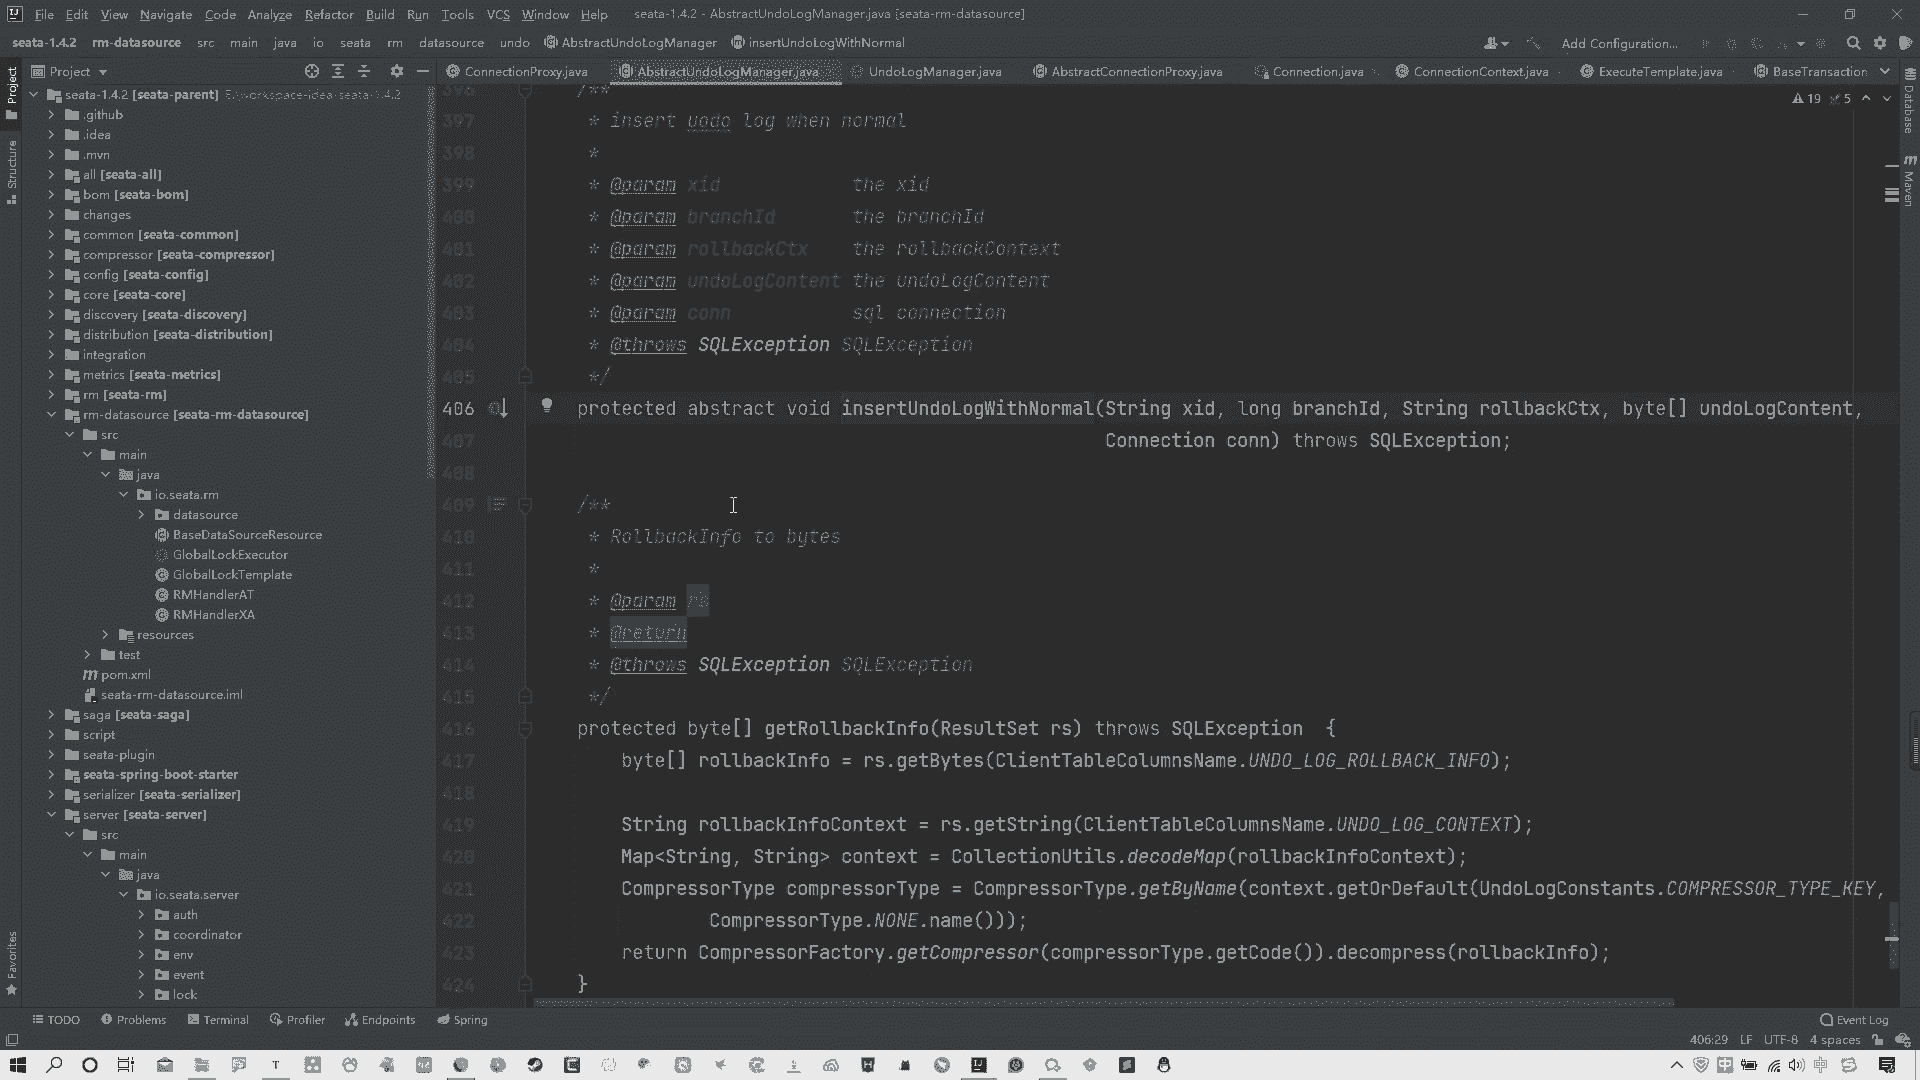 File Edit View Navigate Code Analyze Refactor Build Run Tools VCS Window Help seata-1.4.2 - AbstractUndoLogManager.java [seata-rm-datasource]
seata-1.4.2 rm-datasource src main java io seata rm datasource undo AbstractUndoLogManager insertUndoLogWithNormal Add Configuration...
Project
ConnectionProxy.java AbstractUndoLogManager.java UndoLogManager.java AbstractConnectionProxy.java Connection.java ConnectionContext.java ExecuteTemplate.java BaseTransaction
Project
Structure
Favorites
Database
Maven
19 5
seata-1.4.2 [seata-parent]
.github
.idea
.mvn
all [seata-all]
bom [seata-bom]
changes
common [seata-common]
compressor [seata-compressor]
config [seata-config]
core [seata-core]
discovery [seata-discovery]
distribution [seata-distribution]
integration
metrics [seata-metrics]
rm [seata-rm]
rm-datasource [seata-rm-datasource]
src
main
java
io.seata.rm
datasource
BaseDataSourceResource
GlobalLockExecutor
GlobalLockTemplate
RMHandlerAT
RMHandlerXA
resources
test
pom.xml
seata-rm-datasource.iml
saga [seata-saga]
script
seata-plugin
seata-spring-boot-starter
serializer [seata-serializer]
server [seata-server]
src
main
java
io.seata.server
auth
coordinator
env
event
lock
396 /**
397 * insert uodo log when normal
398 *
399 * @param xid the xid
400 * @param branchId the branchId
401 * @param rollbackCtx the rollbackContext
402 * @param undoLogContent the undoLogContent
403 * @param conn sql connection
404 * @throws SQLException SQLException
405 */
406 protected abstract void insertUndoLogWithNormal(String xid, long branchId, String rollbackCtx, byte[] undoLogContent,
407 Connection conn) throws SQLException;
408
409 /**
410 * RollbackInfo to bytes
411 *
412 * @param rs
413 * @return
414 * @throws SQLException SQLException
415 */
416 protected byte[] getRollbackInfo(ResultSet rs) throws SQLException {
417 byte[] rollbackInfo = rs.getBytes(ClientTableColumnsName.UNDO_LOG_ROLLBACK_INFO);
418
419 String rollbackInfoContext = rs.getString(ClientTableColumnsName.UNDO_LOG_CONTEXT);
420 Map<String, String> context = CollectionUtils.decodeMap(rollbackInfoContext);
421 CompressorType compressorType = CompressorType.getByName(context.getOrDefault(UndoLogConstants.COMPRESSOR_TYPE_KEY,
422 CompressorType.NONE.name()));
423 return CompressorFactory.getCompressor(compressorType.getCode()).decompress(rollbackInfo);
424 }
TODO Problems Terminal Profiler Endpoints Spring Event Log
406:29 LF UTF-8 4 spaces
中